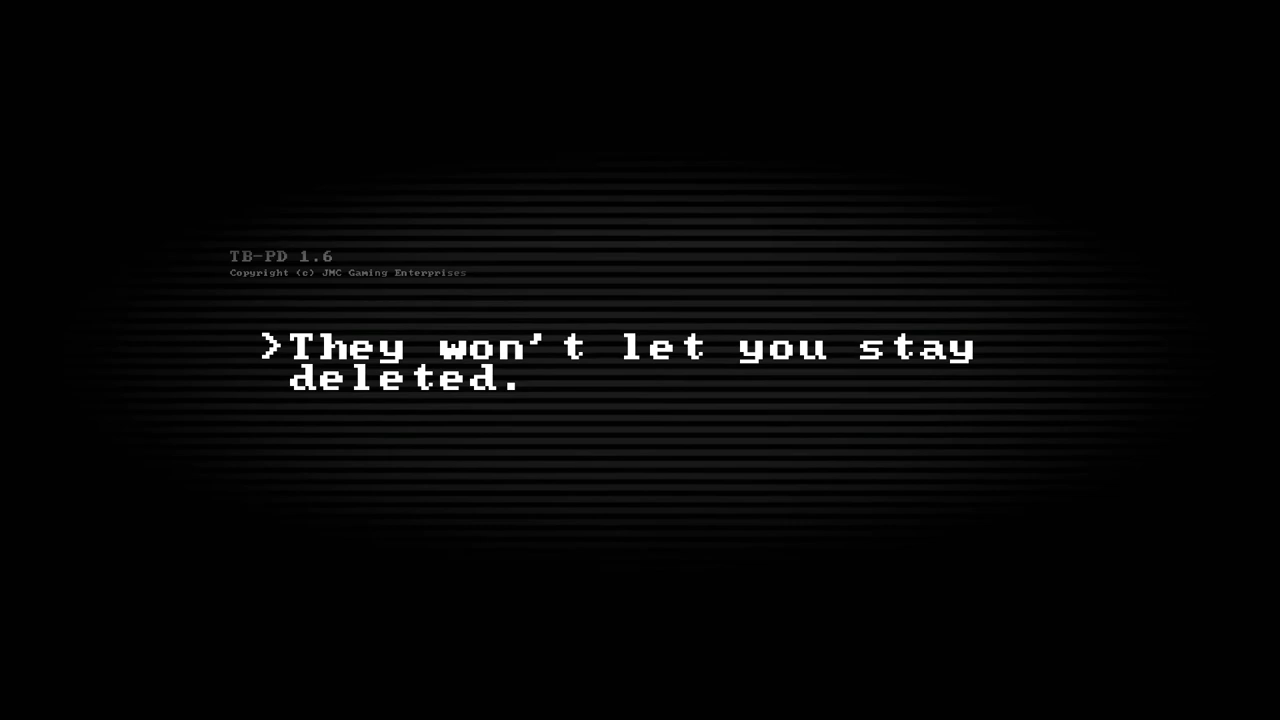 TB-PD 1.6
Copyright (c) JMC Gaming Enterprises
>They won't let you stay
deleted.